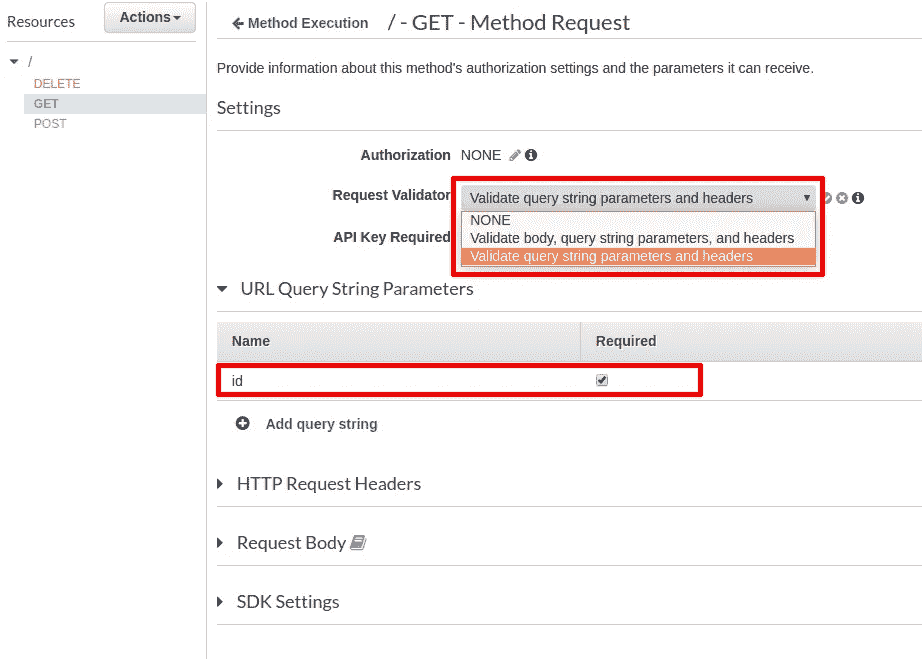 Resources
Actions
/
DELETE
GET
POST
Method Execution / - GET - Method Request
Provide information about this method's authorization settings and the parameters it can receive.
Settings
Authorization NONE
Request Validator Validate query string parameters and headers
NONE
Validate body, query string parameters, and headers
API Key Required
Validate query string parameters and headers
URL Query String Parameters
Name Required
id
Add query string
HTTP Request Headers
Request Body
SDK Settings